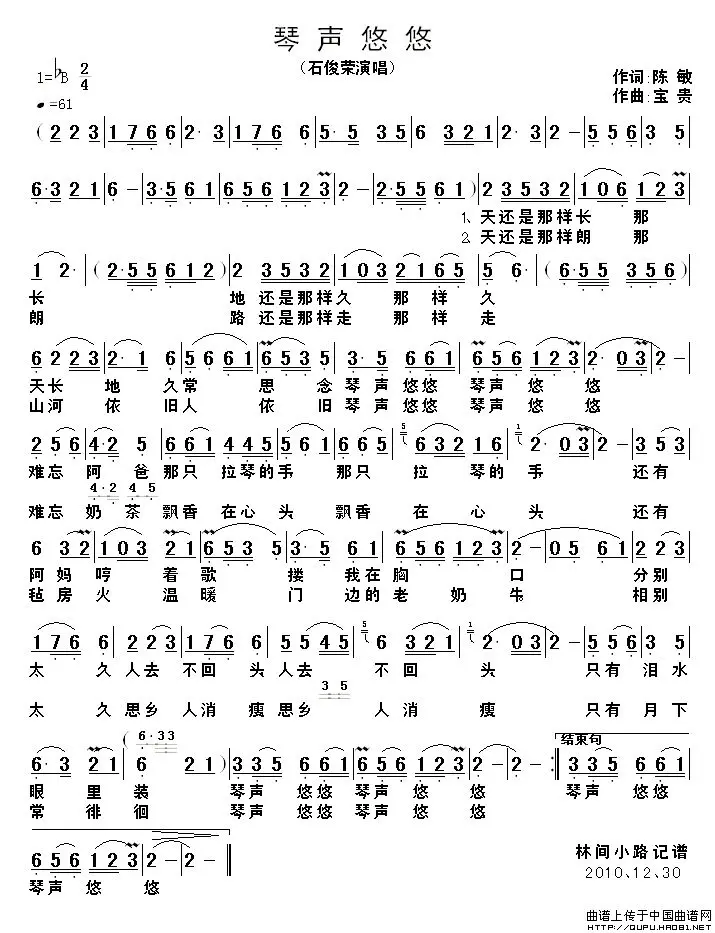 琴声悠悠
（石俊荣演唱）
1=♭B 2/4
作词:陈敏
♩=61
作曲:宝贵
( 2 2 3 | 1 7 6 6 | 2· 3 | 1 7 6 6 | 5· 5 3 5 | 6 3 2 1 | 2· 3 | 2 − | 5 5 6 | 3 5 |
6·3 2 1 | 6 − | 3·5 6 1 | 6 5 6 1 2 3 | 2 − | 2·5 5 6 1 ) | 2 3 5 3 2 | 1 0 6 1 2 3 |
1、天还是那样长 那
2、天还是那样朗 那
1 2· | ( 2·5 5 6 1 2 ) | 2 3 5 3 2 | 1 0 3 2 1 6 5 | 5 6· | ( 6·5 5 3 5 6 ) |
长 地 还是那样久 那样久
朗 路 还是那样走 那样走
6 2 2 3 | 2· 1 6 | 5 6 6 1 | 6 5 3 5 | 3· 5 6 6 1 | 6 5 6 1 2 3 | 2· 0 3 | 2 − |
天长 地 久常 思 念 琴声 悠悠 琴声 悠 悠
山河 依 旧人 依 旧 琴声 悠悠 琴声 悠 悠
2 5 6 | 4·2 5 | 6 6 1 4 4 5 | 5 6 5 1 | 6 6 5 | 5 6 3 2 1 6 | 1 2· 0 3 | 2 − | 3 5 3 |
难忘 阿 爸 那只 拉琴的手 那只 拉 琴的 手 还有
4·2 4 5
难忘 奶 茶 飘香 在心头 飘香 在 心 头 还有
6 3 2 | 1 0 3 | 2 1 | 6 5 3 5 | 3· 5 6 1 | 6 5 6 1 2 3 | 2 − | 0 5 6 1 | 2 2 3 |
阿妈 哼 着 歌 搂 我在 胸 口 分别
毡房 火 温 暖 门 边的 老 奶 牛 相别
1 7 6 6 | 2 2 3 | 1 7 6 6 | 5 5 4 5 | 5 6 3 2 1 | 1 2· 0 3 | 2 − | 5 5 6 | 3 5 |
太 久 人去 不回 头 人去 不 回 头 只有 泪水
3 5
太 久 思乡 人消 瘦 思乡 人 消 瘦 只有 月下
( 6·3 3
6· 3 2 1 | 6 2 1 ) | 3 3 5 6 6 1 | 6 5 6 1 2 3 | 2 − | 2 − :‖ 结束句 3 3 5 6 6 1 |
眼 里 装 琴声 悠悠 琴声 悠 悠 琴声 悠悠
常 徘 徊 琴声 悠悠 琴声 悠 悠
6 5 6 1 2 3 | 2 − | 2 − ‖
琴声 悠 悠
林间小路记谱
2010、12、30
曲谱上传于中国曲谱网
HTTP://QUPU.HAO81.NET